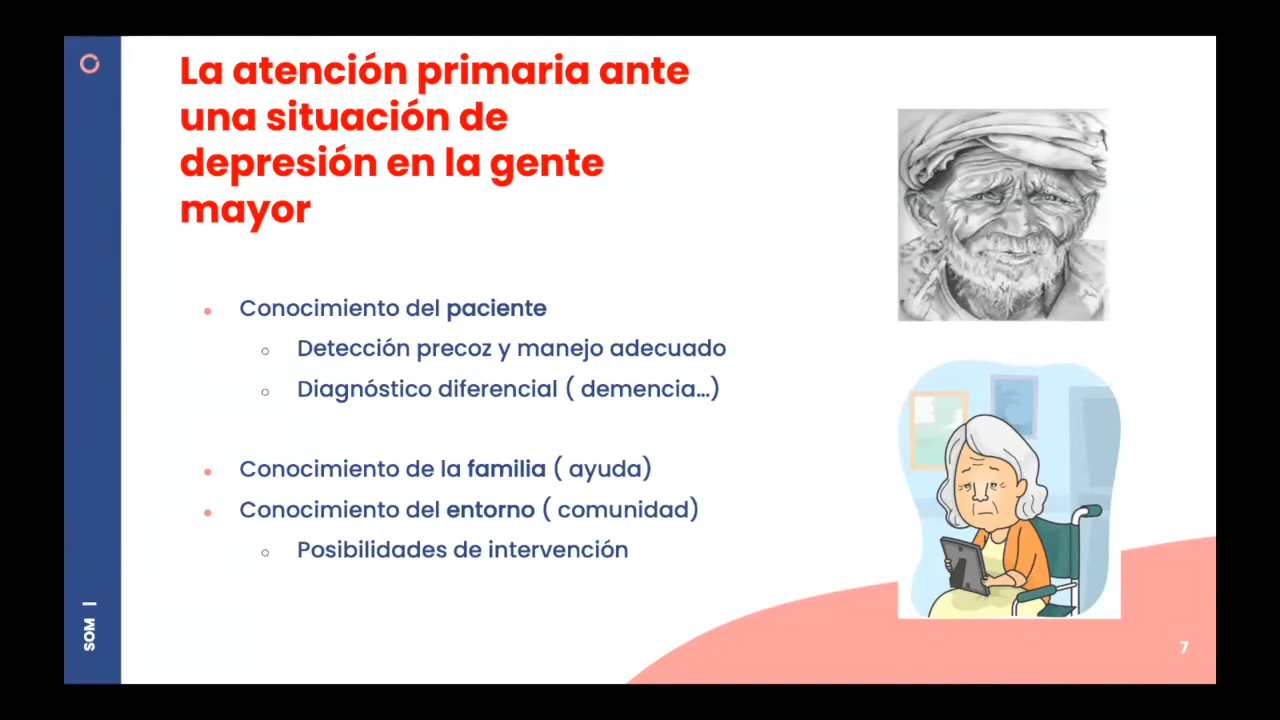 La atención primaria ante
una situación de
depresión en la gente
mayor
• Conocimiento del paciente
○ Detección precoz y manejo adecuado
○ Diagnóstico diferencial ( demencia...)
• Conocimiento de la familia ( ayuda)
• Conocimiento del entorno ( comunidad)
○ Posibilidades de intervención
SOM |
7